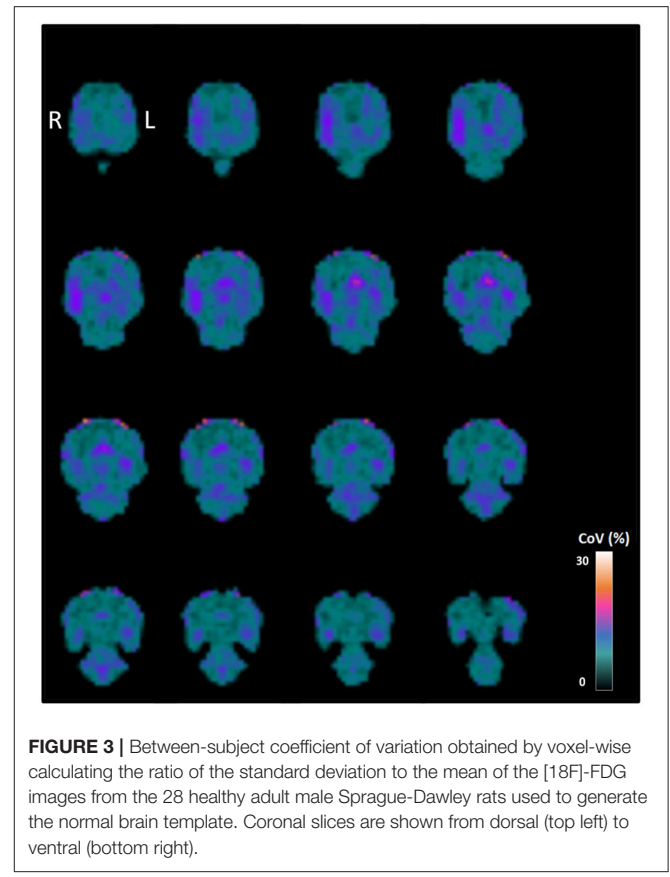 R L
CoV (%)
30
0
FIGURE 3 | Between-subject coefficient of variation obtained by voxel-wise
calculating the ratio of the standard deviation to the mean of the [18F]-FDG
images from the 28 healthy adult male Sprague-Dawley rats used to generate
the normal brain template. Coronal slices are shown from dorsal (top left) to
ventral (bottom right).